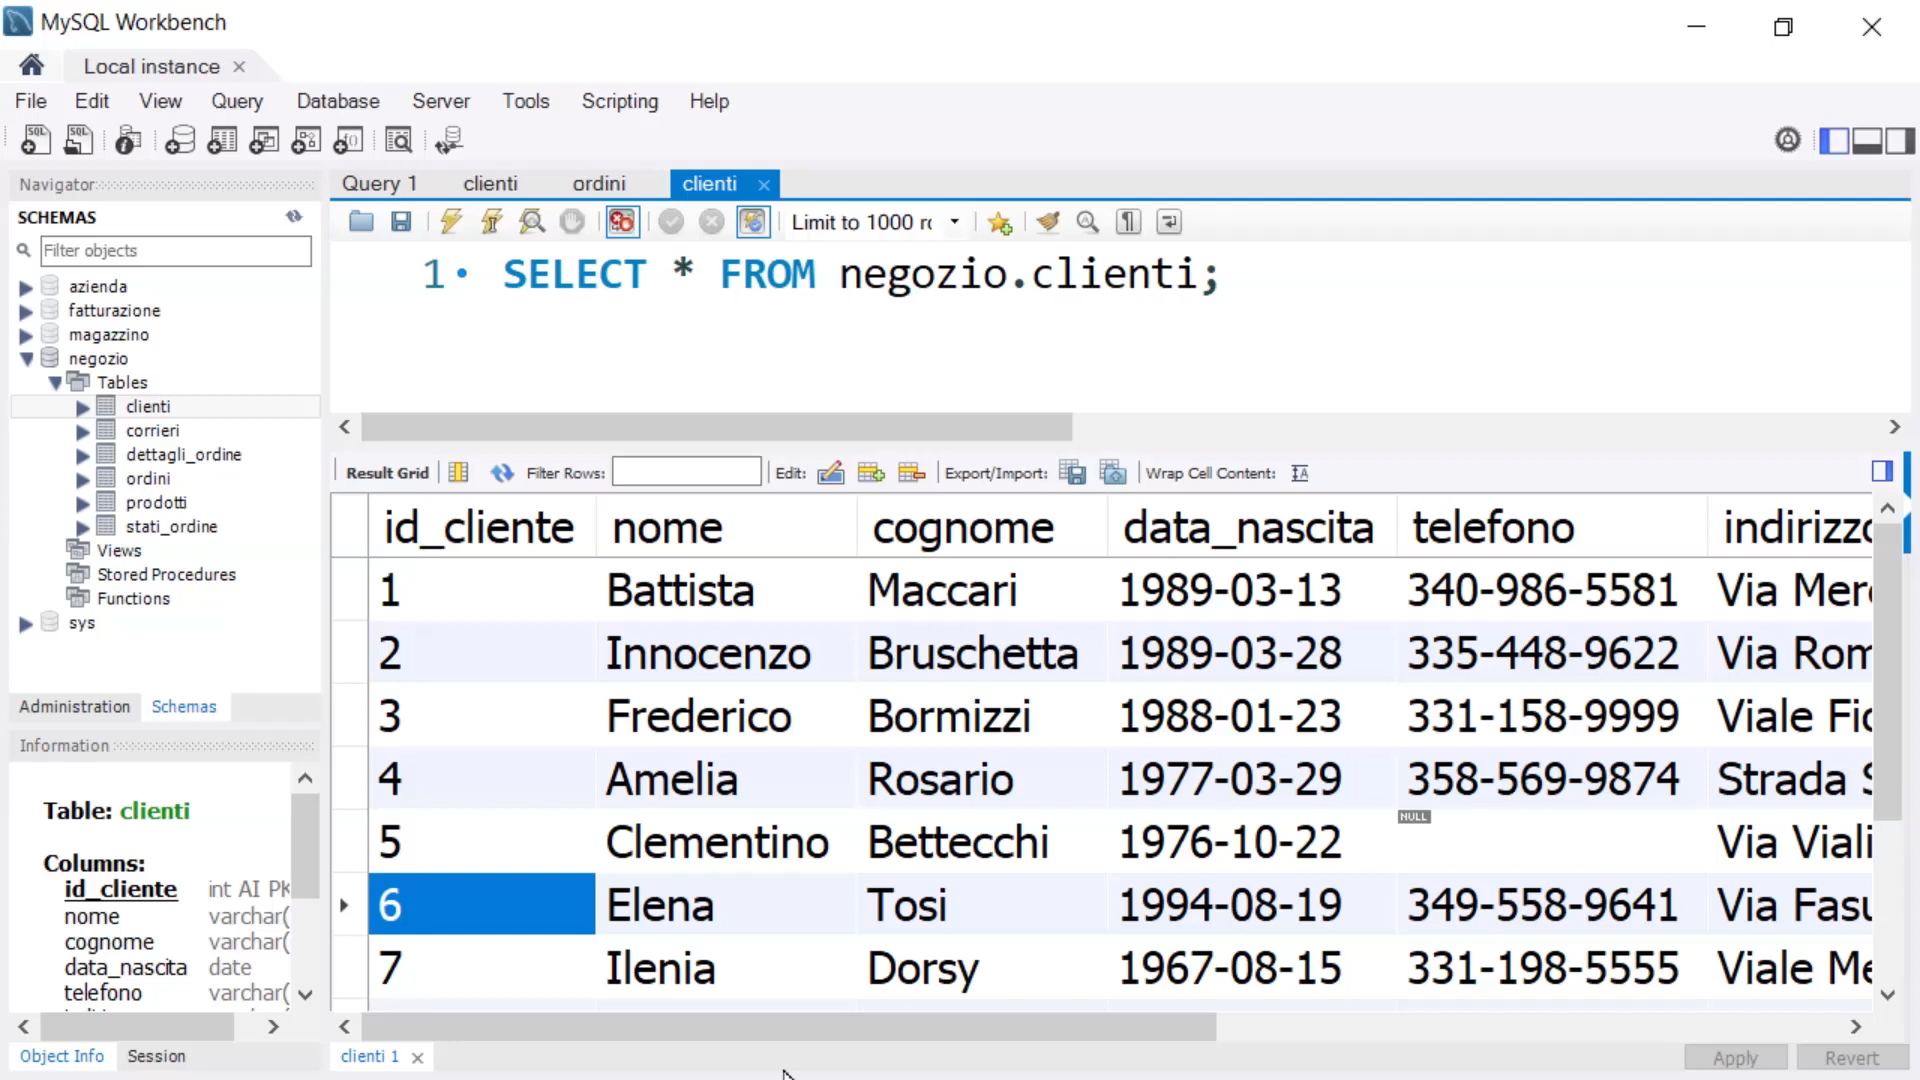 MySQL Workbench
Local instance
File Edit View Query Database Server Tools Scripting Help
Navigator
SCHEMAS
Filter objects
azienda
fatturazione
magazzino
negozio
Tables
clienti
corrieri
dettagli_ordine
ordini
prodotti
stati_ordine
Views
Stored Procedures
Functions
sys
Administration Schemas
Information
Table: clienti
Columns:
id_cliente int AI PK
nome varchar(
cognome varchar(
data_nascita date
telefono varchar(
Object Info Session
Query 1 clienti ordini clienti
Limit to 1000 r
1 SELECT * FROM negozio.clienti;
Result Grid Filter Rows: Edit: Export/Import: Wrap Cell Content:
id_cliente nome cognome data_nascita telefono indirizzo
1 Battista Maccari 1989-03-13 340-986-5581 Via Mer
2 Innocenzo Bruschetta 1989-03-28 335-448-9622 Via Rom
3 Frederico Bormizzi 1988-01-23 331-158-9999 Viale Fi
4 Amelia Rosario 1977-03-29 358-569-9874 Strada S
5 Clementino Bettecchi 1976-10-22 NULL Via Viali
6 Elena Tosi 1994-08-19 349-558-9641 Via Fasu
7 Ilenia Dorsy 1967-08-15 331-198-5555 Viale Me
clienti 1
Apply Revert